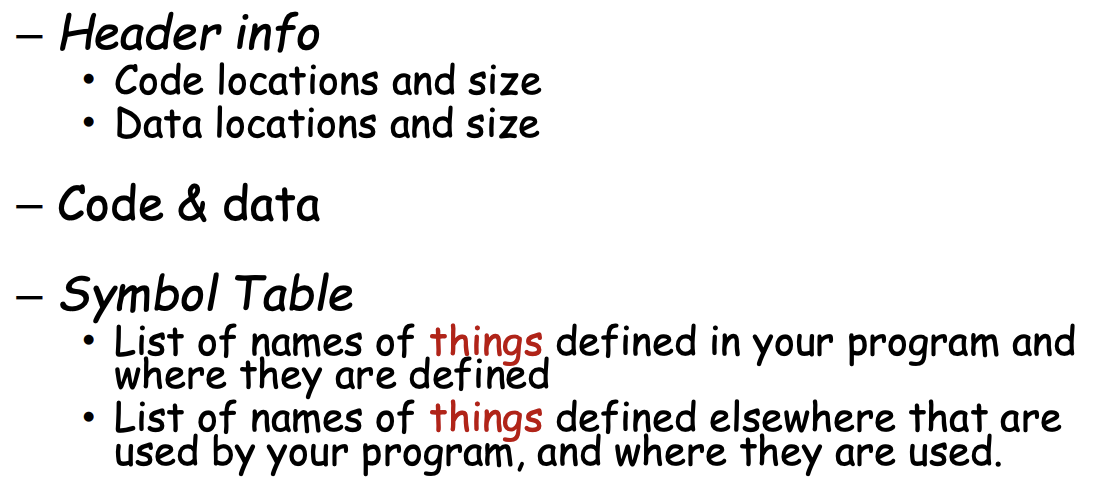 – Header info
• Code locations and size
• Data locations and size
– Code & data
– Symbol Table
• List of names of things defined in your program and
where they are defined
• List of names of things defined elsewhere that are
used by your program, and where they are used.